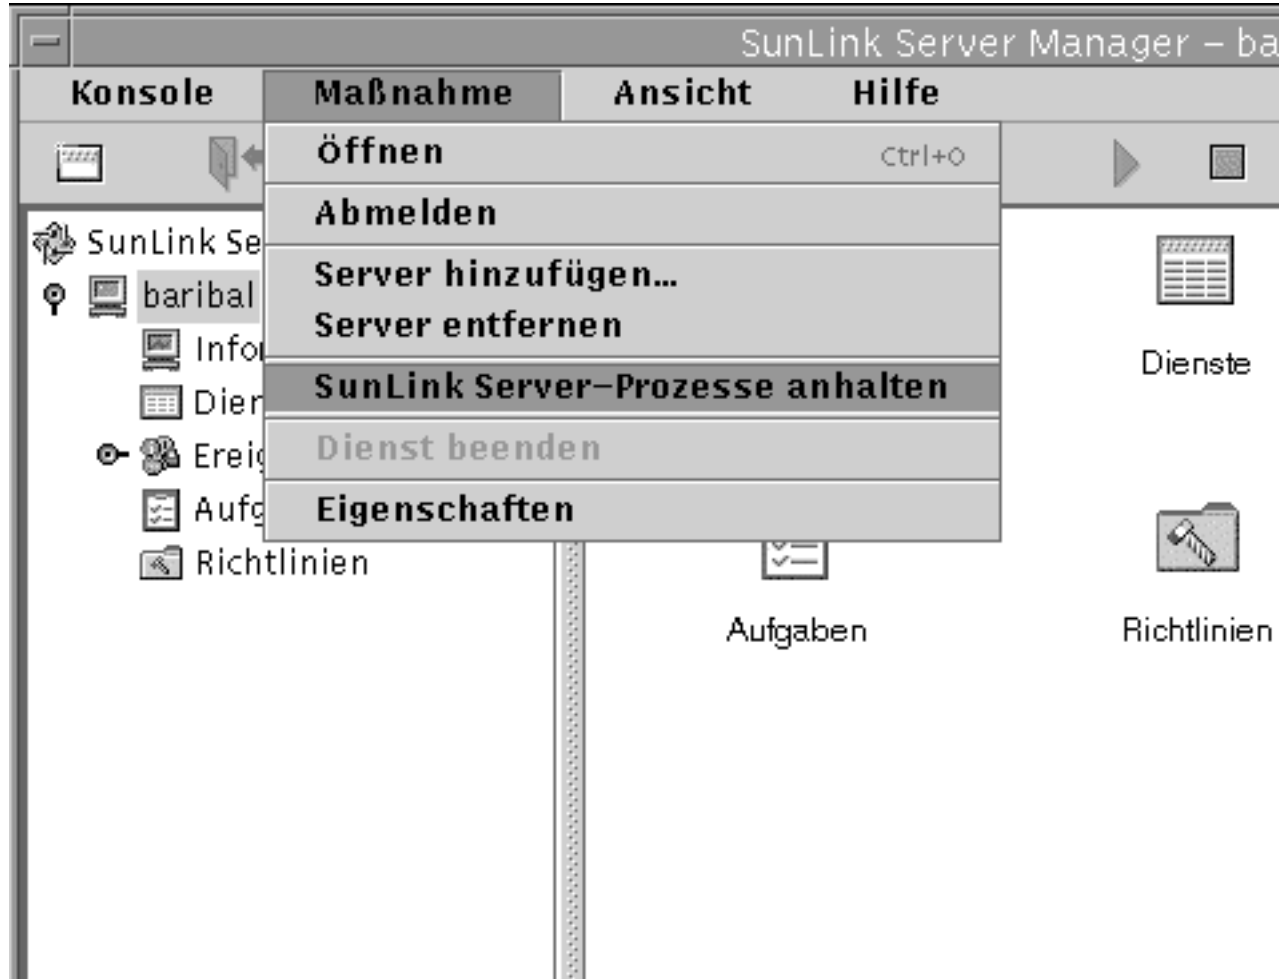 SunLink Server Manager – ba
Konsole Maßnahme Ansicht Hilfe
Öffnen Ctrl+O
Abmelden
SunLink Se
Server hinzufügen...
baribal
Server entfernen
Infor
Dienste
SunLink Server–Prozesse anhalten
Dien
Dienst beenden
Ereig
Eigenschaften
Aufg
Richtlinien
Aufgaben
Richtlinien